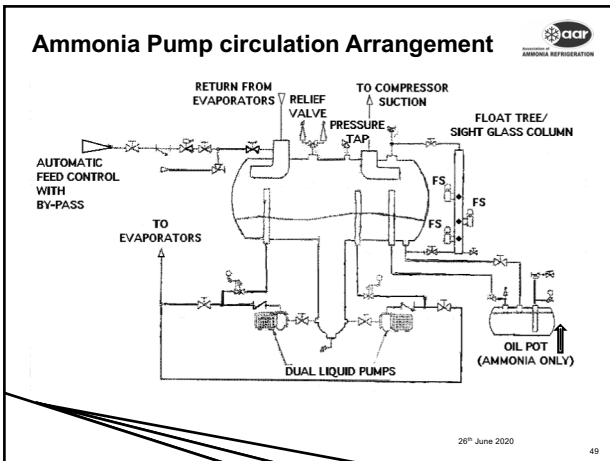 Ammonia Pump circulation Arrangement
aar
Association of
AMMONIA REFRIGERATION
RETURN FROM
EVAPORATORS
RELIEF
VALVE
TO COMPRESSOR
SUCTION
PRESSURE
TAP
FLOAT TREE/
SIGHT GLASS COLUMN
AUTOMATIC
FEED CONTROL
WITH
BY-PASS
FS
FS
FS
TO
EVAPORATORS
DUAL LIQUID PUMPS
OIL POT
(AMMONIA ONLY)
26th June 2020
49